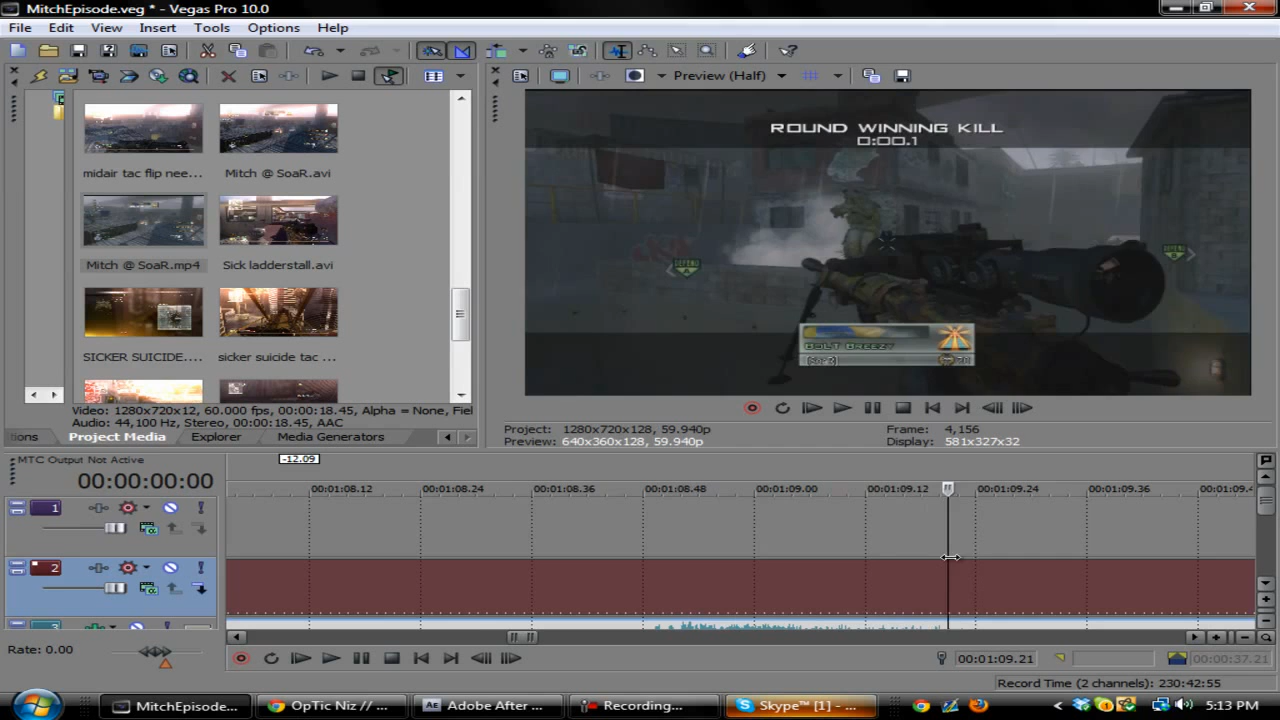 MitchEpisode.veg * - Vegas Pro 10.0
File Edit View Insert Tools Options Help
Preview (Half)
midair tac flip nee... Mitch @ SoaR.avi
Mitch @ SoaR.mp4 Sick ladderstall.avi
SICKER SUICIDE.... sicker suicide tac ...
Video: 1280x720x12, 60.000 fps, 00:00:18.45, Alpha = None, Fiel
Audio: 44,100 Hz, Stereo, 00:00:18.45, AAC
tions Project Media Explorer Media Generators
ROUND WINNING KILL
0:00.1
DEFEND
DEFEND
BOLT BREEZY
Project: 1280x720x128, 59.940p Frame: 4,156
Preview: 640x360x128, 59.940p Display: 581x327x32
MTC Output Not Active
-12.09
00:00:00:00
00:01:08.12 00:01:08.24 00:01:08.36 00:01:08.48 00:01:09.00 00:01:09.12 00:01:09.24 00:01:09.36 00:01:09.4
1
2
3
Rate: 0.00
00:01:09.21 00:00:37.21
Record Time (2 channels): 230:42:55
MitchEpisode.... OpTic Niz // ... Adobe After ... Recording... Skype™ [1] - ... 5:13 PM